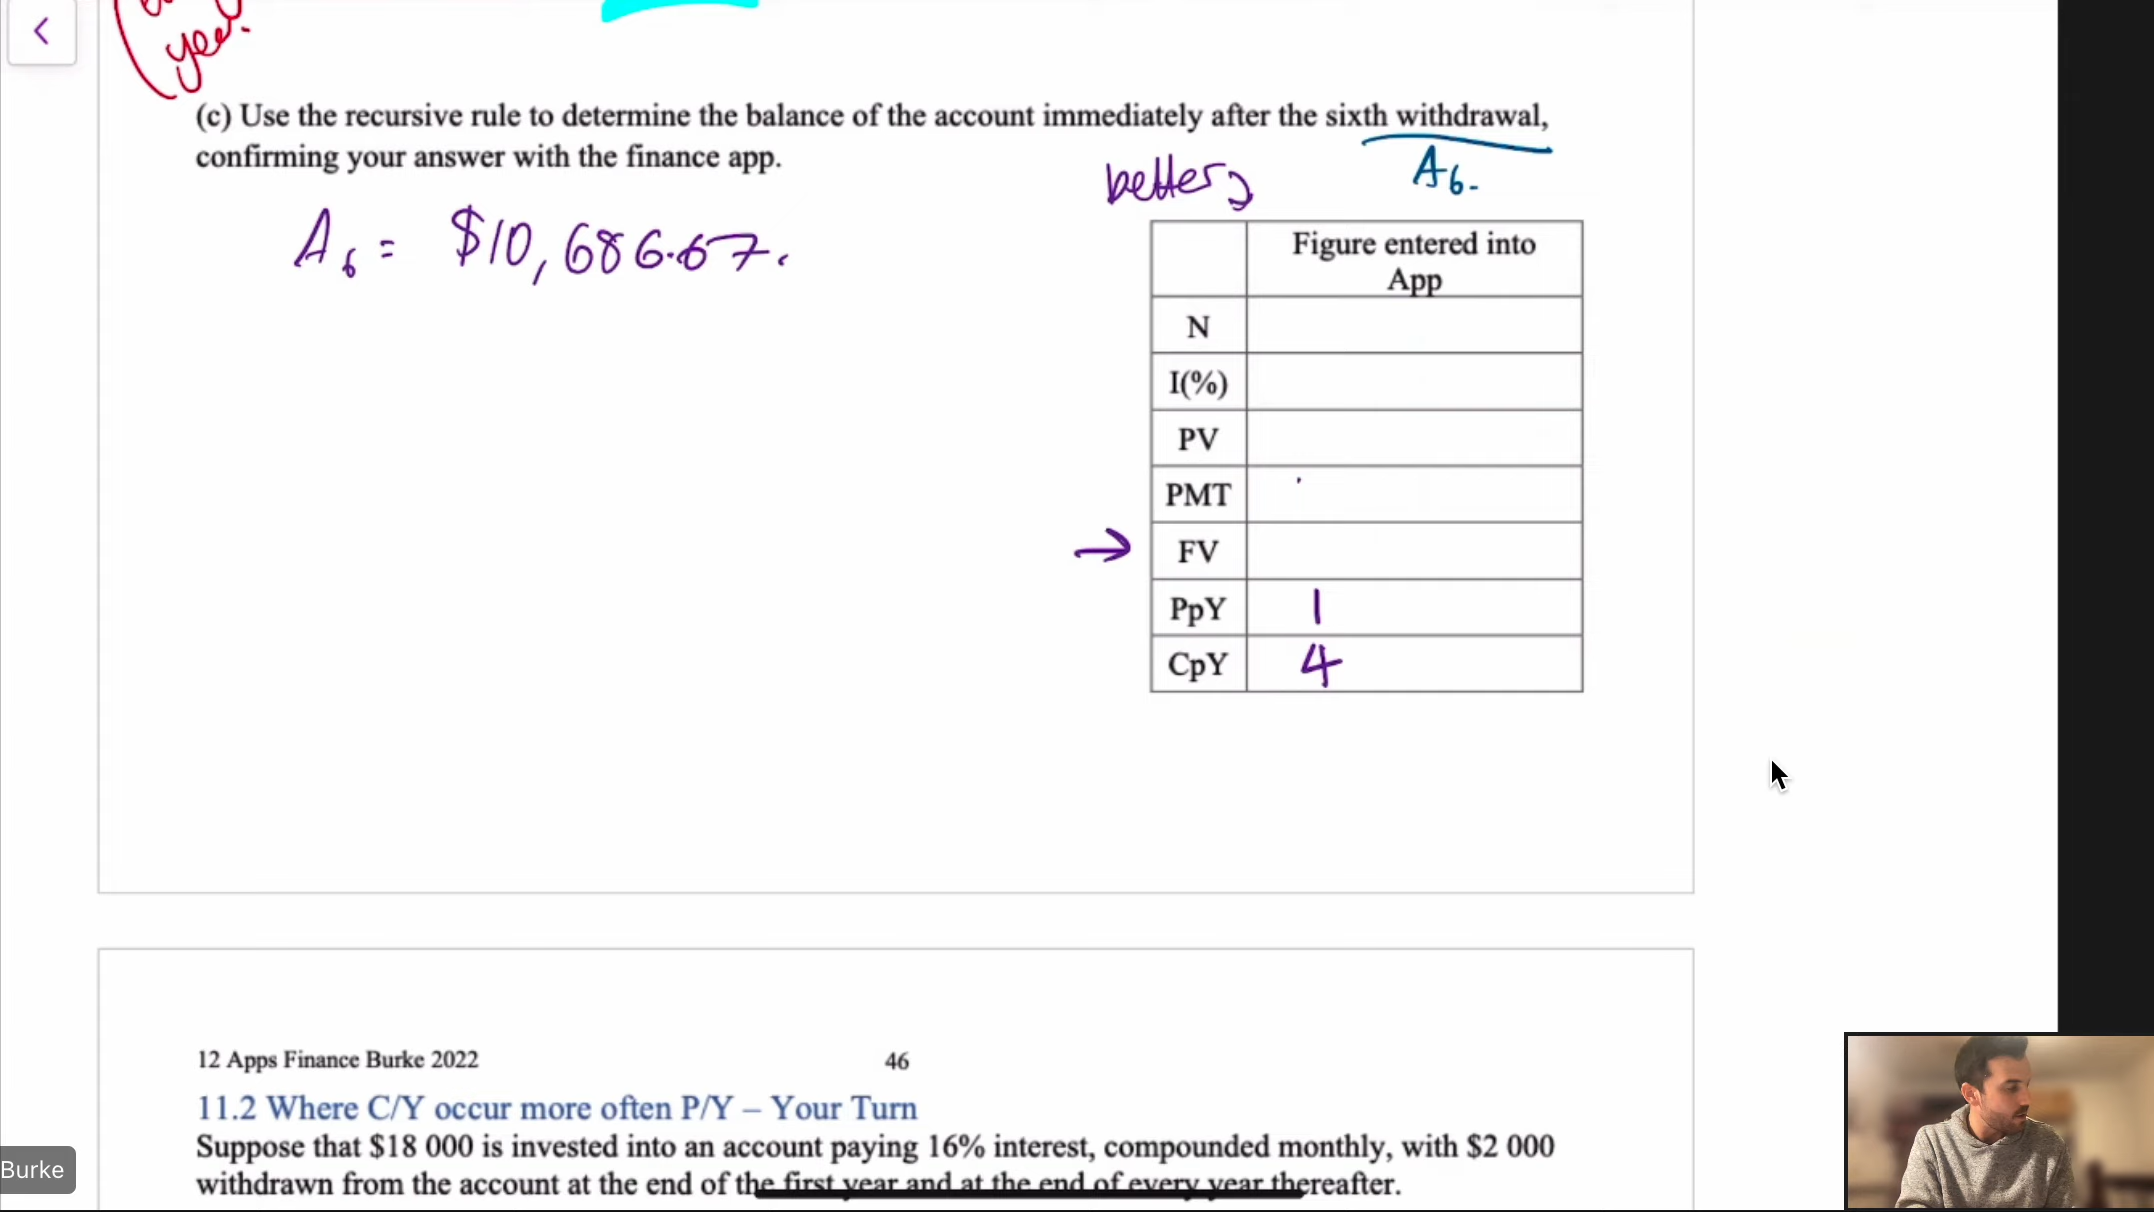 year.
(c) Use the recursive rule to determine the balance of the account immediately after the sixth withdrawal,
confirming your answer with the finance app.
better
A6.
A6 = $10,686.67.
Figure entered into
App
N
I(%)
PV
PMT
→ FV
PpY 1
CpY 4
12 Apps Finance Burke 2022 46
11.2 Where C/Y occur more often P/Y – Your Turn
Suppose that $18 000 is invested into an account paying 16% interest, compounded monthly, with $2 000
withdrawn from the account at the end of the first year and at the end of every year thereafter.
Burke